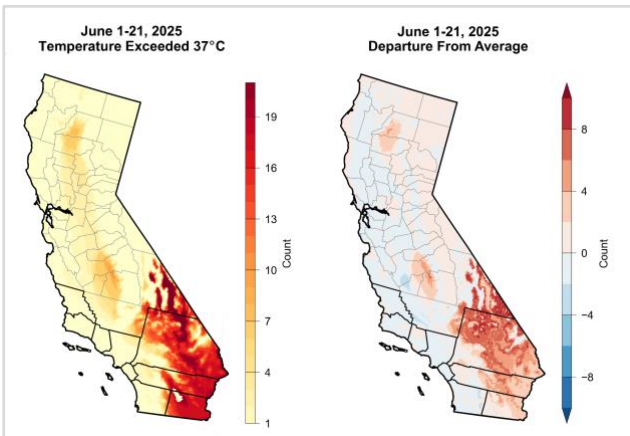 June 1-21, 2025
Temperature Exceeded 37°C
19
16
13
10
7
4
1
Count
June 1-21, 2025
Departure From Average
8
4
0
−4
−8
Count